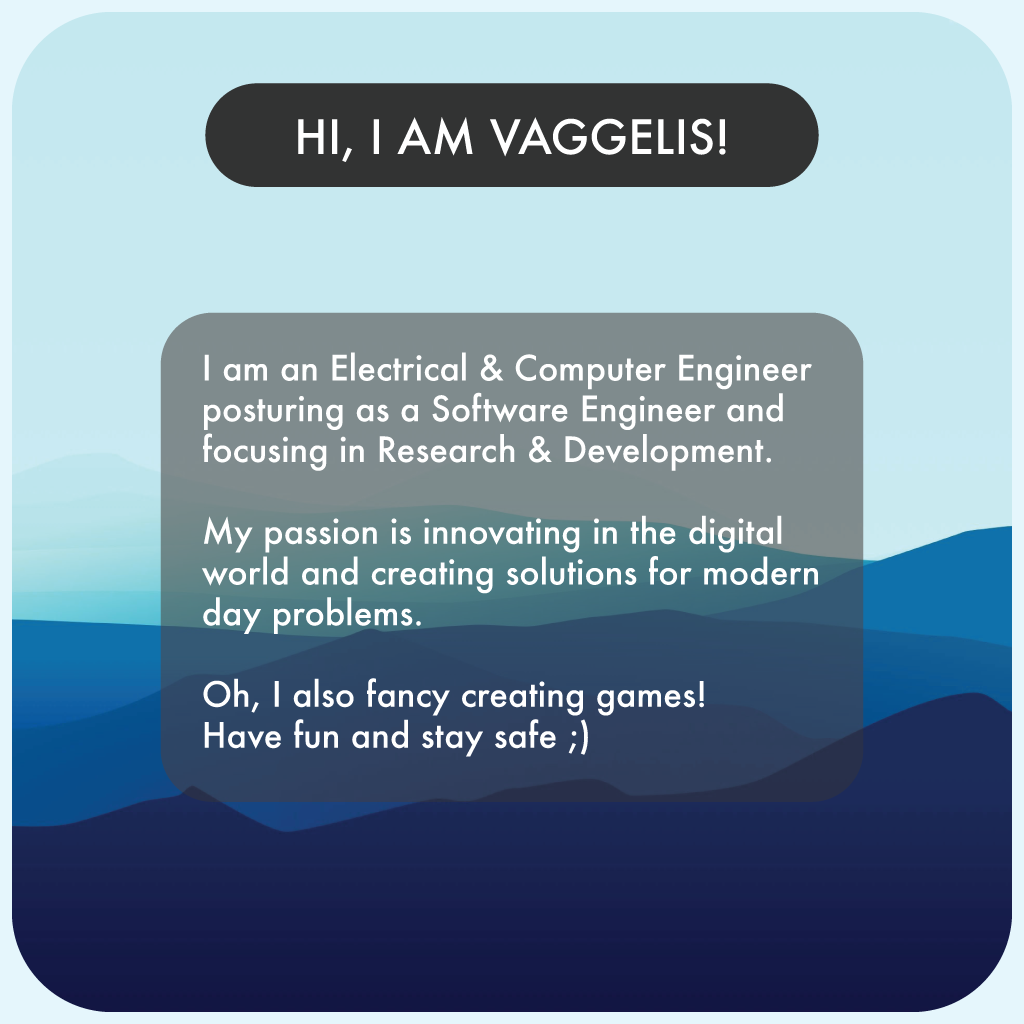 HI, I AM VAGGELIS!
I am an Electrical & Computer Engineer
posturing as a Software Engineer and
focusing in Research & Development.
My passion is innovating in the digital
world and creating solutions for modern
day problems.
Oh, I also fancy creating games!
Have fun and stay safe ;)